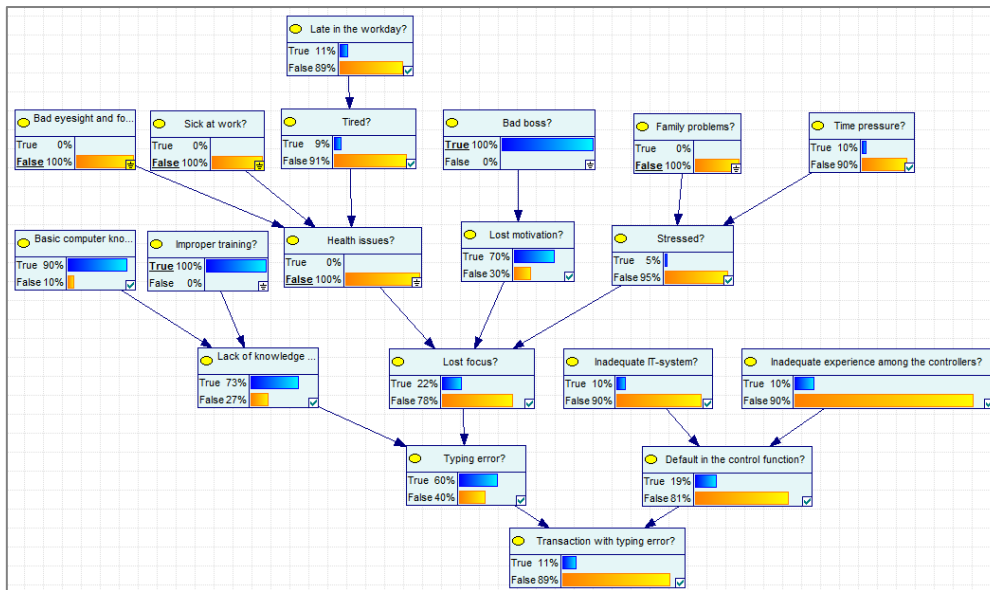 Late in the workday?
True 11%
False 89%
Bad eyesight and fo...
True 0%
False 100%
Sick at work?
True 0%
False 100%
Tired?
True 9%
False 91%
Bad boss?
True 100%
False 0%
Family problems?
True 0%
False 100%
Time pressure?
True 10%
False 90%
Basic computer kno...
True 90%
False 10%
Improper training?
True 100%
False 0%
Health issues?
True 0%
False 100%
Lost motivation?
True 70%
False 30%
Stressed?
True 5%
False 95%
Lack of knowledge ...
True 73%
False 27%
Lost focus?
True 22%
False 78%
Inadequate IT-system?
True 10%
False 90%
Inadequate experience among the controllers?
True 10%
False 90%
Typing error?
True 60%
False 40%
Default in the control function?
True 19%
False 81%
Transaction with typing error?
True 11%
False 89%